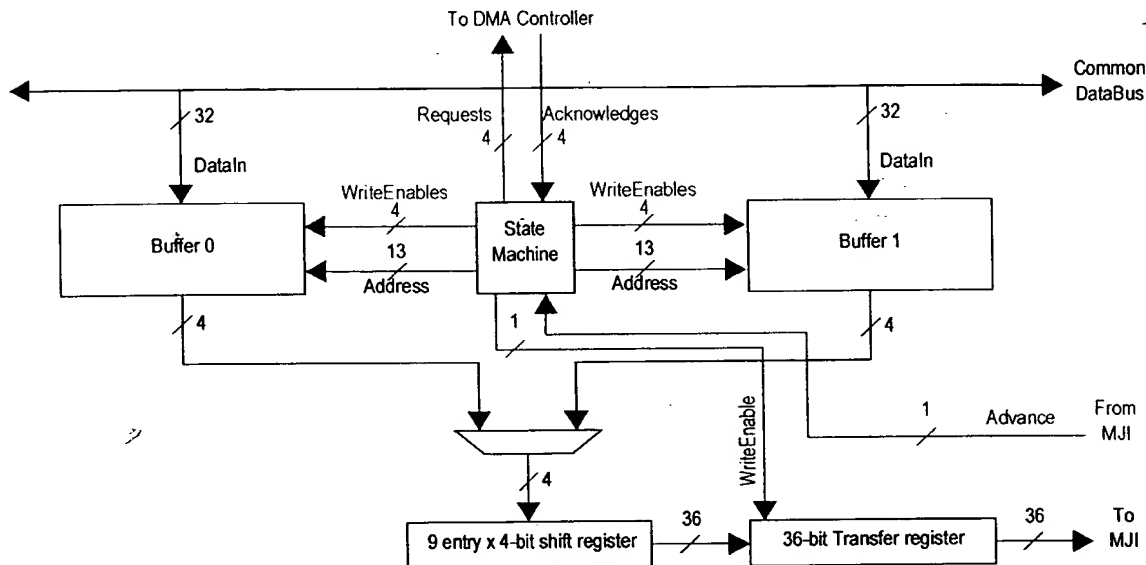 To DMA Controller
Common
DataBus
32
Requests
4
Acknowledges
4
32
DataIn
DataIn
WriteEnables
4
WriteEnables
4
Buffer 0
State
Machine
Buffer 1
13
Address
13
Address
4
1
4
WriteEnable
1
Advance
From
MJI
4
9 entry x 4-bit shift register
36
36-bit Transfer register
36
To
MJI